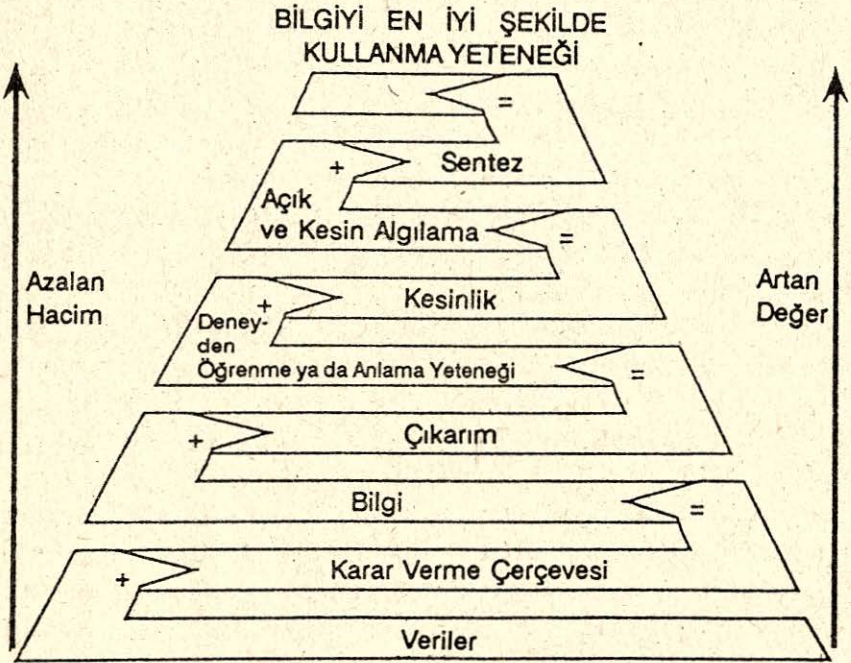 BİLGİYİ EN İYİ ŞEKİLDE
KULLANMA YETENEĞİ
=
+ Sentez
Açık
ve Kesin Algılama =
Azalan
Hacim
Artan
Değer
+ Kesinlik
Deney-
den
Öğrenme ya da Anlama Yeteneği =
+ Çıkarım
Bilgi =
+ Karar Verme Çerçevesi
Veriler